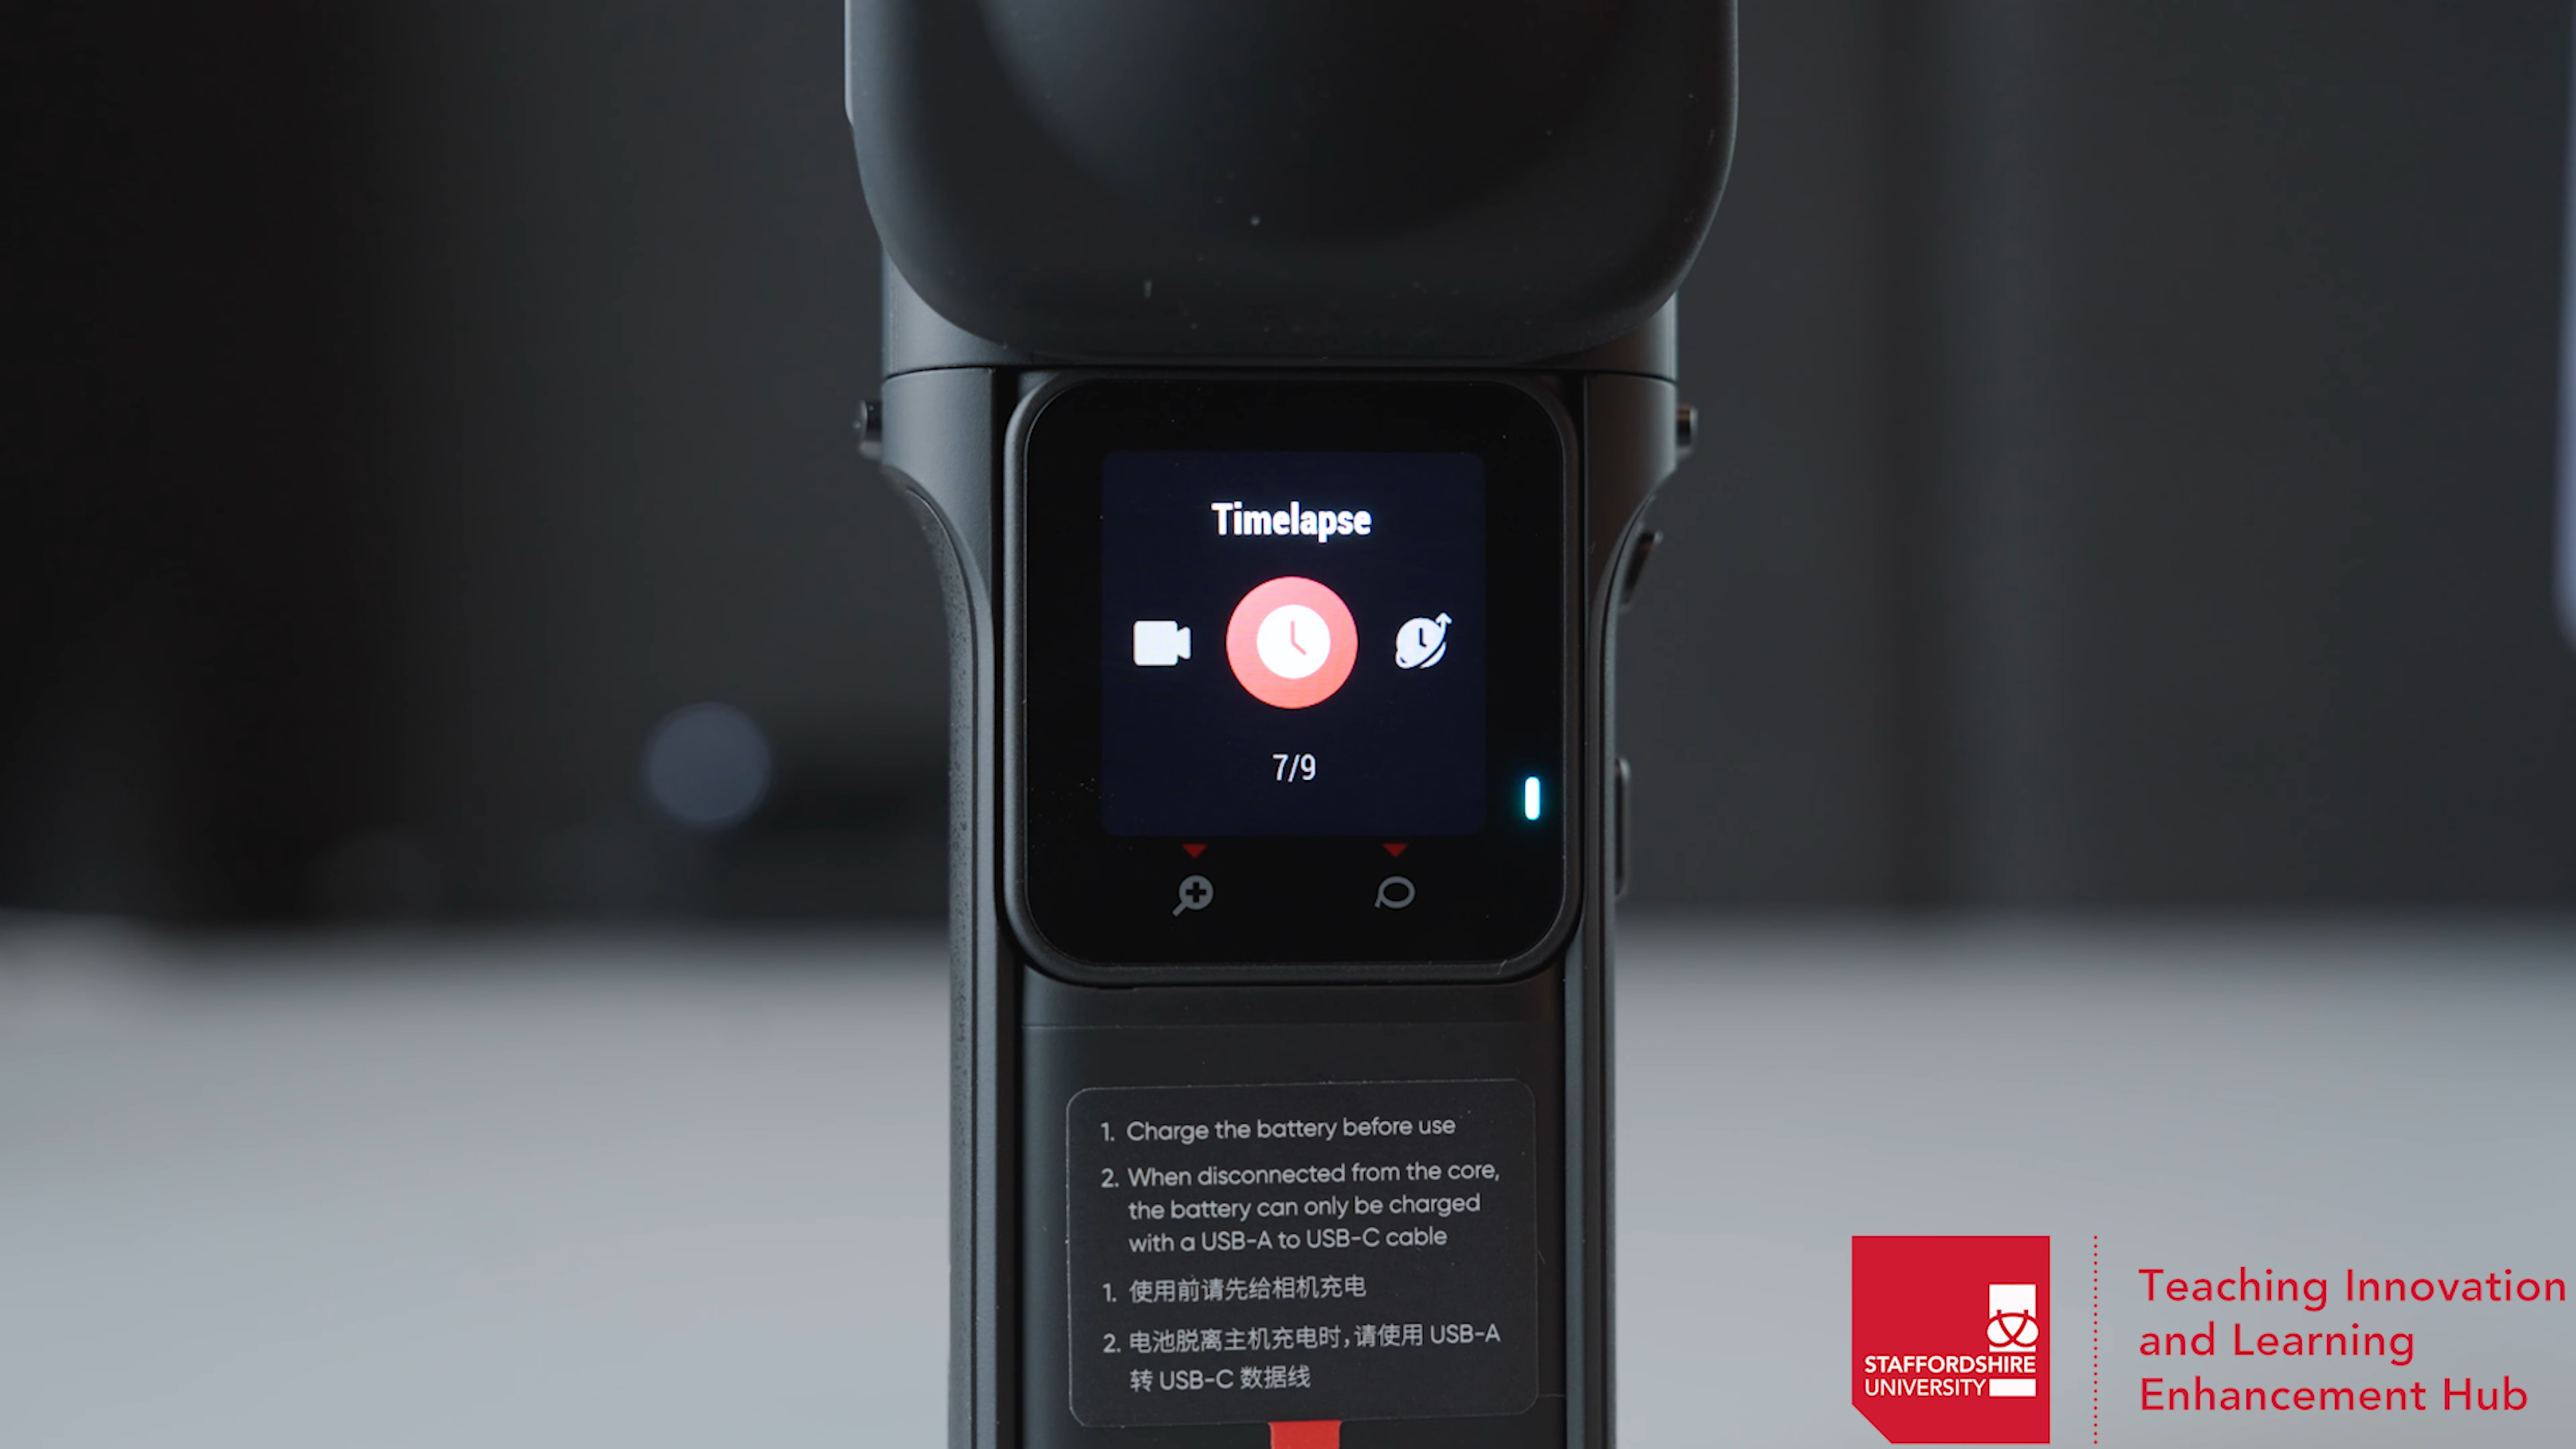 Timelapse
7/9
1. Charge the battery before use
2. When disconnected from the core,
the battery can only be charged
with a USB-A to USB-C cable
1. 使用前请先给相机充电
2. 电池脱离主机充电时,请使用 USB-A
转 USB-C 数据线
STAFFORDSHIRE
UNIVERSITY
Teaching Innovation
and Learning
Enhancement Hub